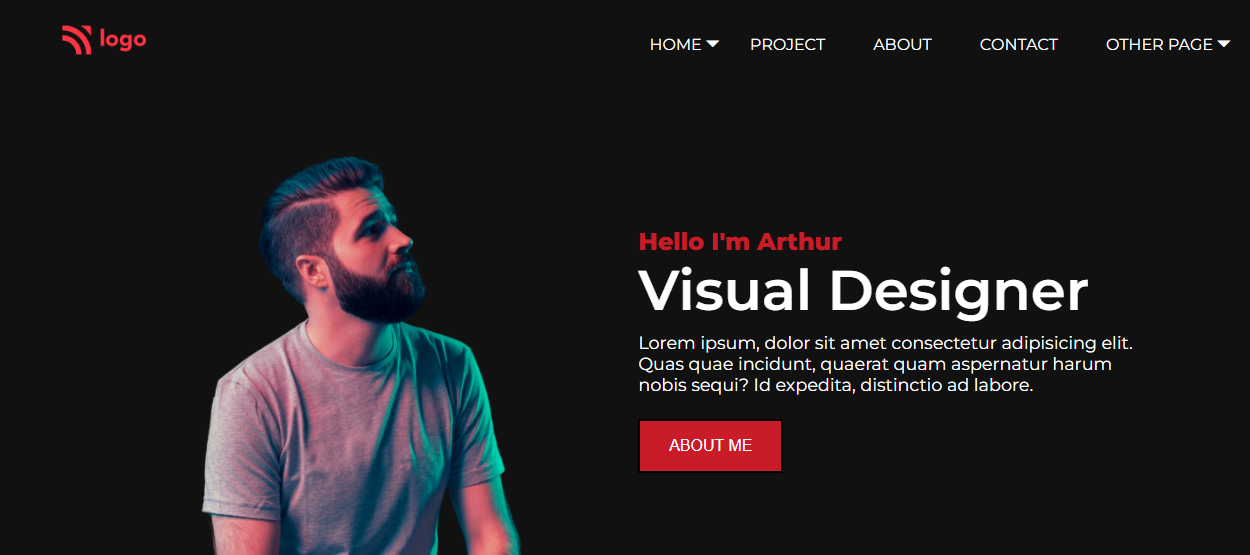 logo
HOME
PROJECT
ABOUT
CONTACT
OTHER PAGE
Hello I'm Arthur
Visual Designer
Lorem ipsum, dolor sit amet consectetur adipisicing elit.
Quas quae incidunt, quaerat quam aspernatur harum
nobis sequi? Id expedita, distinctio ad labore.
ABOUT ME